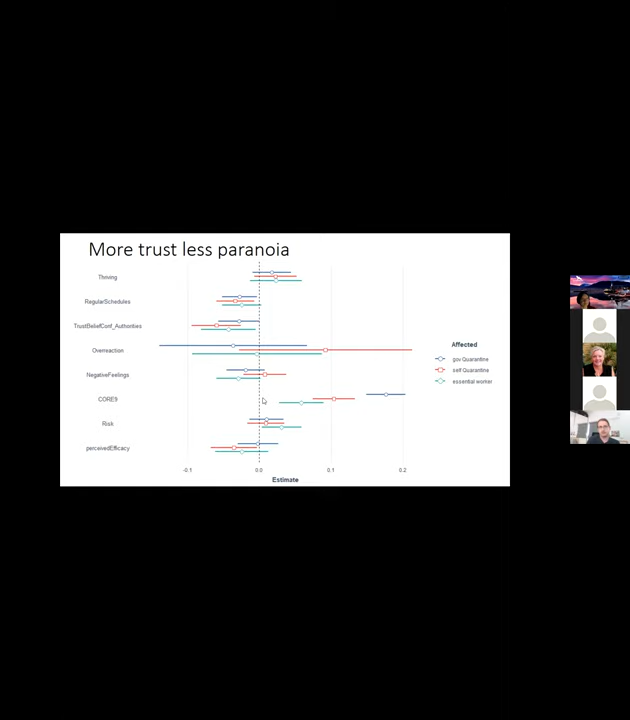 More trust less paranoia
Thriving
RegularSchedules
TrustBeliefConf_Authorities
Overreaction
NegativeFeelings
CORE9
Risk
perceivedEfficacy
-0.1 0.0 0.1 0.2
Estimate
Affected
gov Quarantine
self Quarantine
essential worker